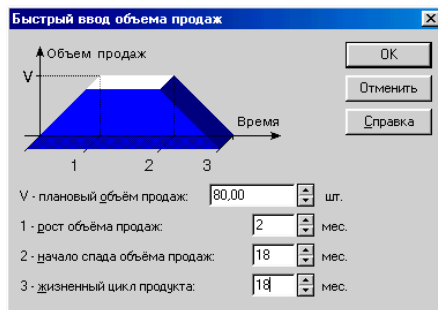 Быстрый ввод объема продаж
Объем продаж
V
Время
1 2 3
OK
Отменить
Справка
V - плановый объём продаж: 80,00 шт.
1 - рост объёма продаж: 2 мес.
2 - начало спада объёма продаж: 18 мес.
3 - жизненный цикл продукта: 18 мес.